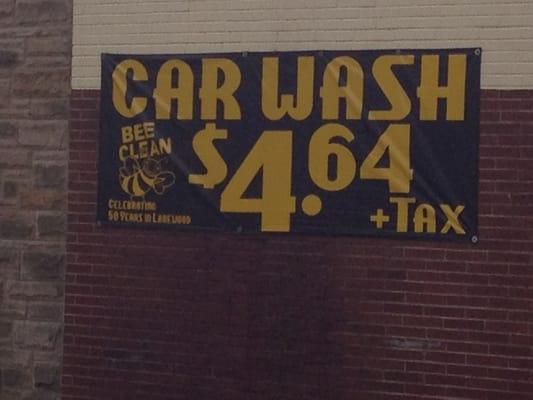 CAR WASH
BEE
CLEAN
$4.64
+TAX
CELEBRATING
50 YEARS IN LAKEWOOD